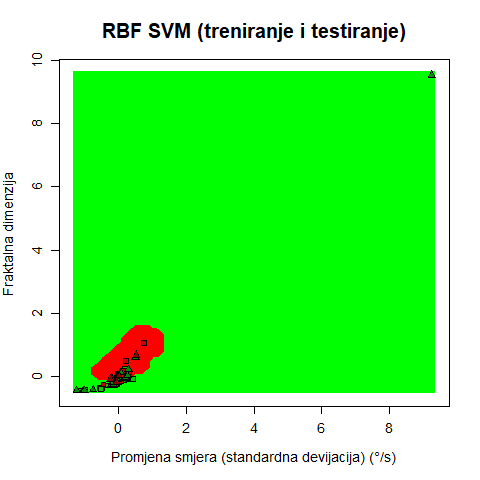 RBF SVM (treniranje i testiranje)
Fraktalna dimenzija
10
8
6
4
2
0
0 2 4 6 8
Promjena smjera (standardna devijacija) (°/s)